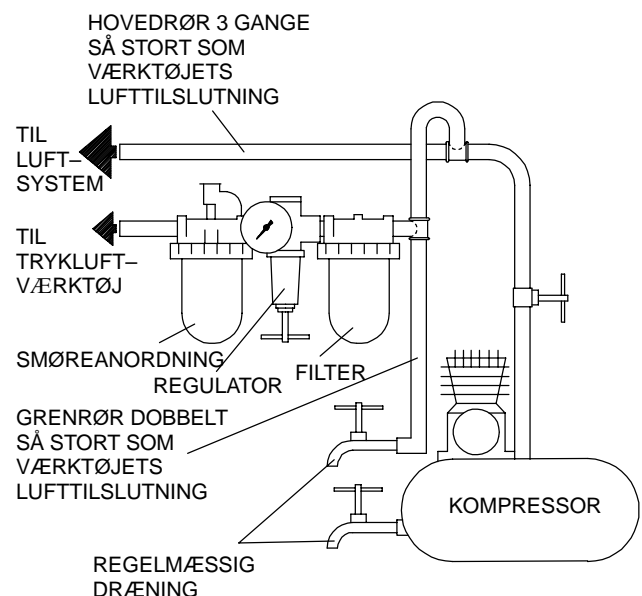 HOVEDRØR 3 GANGE
SÅ STORT SOM
VÆRKTØJETS
LUFTTILSLUTNING
TIL
LUFT–
SYSTEM
TIL
TRYKLUFT–
VÆRKTØJ
SMØREANORDNING
REGULATOR
FILTER
GRENRØR DOBBELT
SÅ STORT SOM
VÆRKTØJETS
LUFTTILSLUTNING
KOMPRESSOR
REGELMÆSSIG
DRÆNING